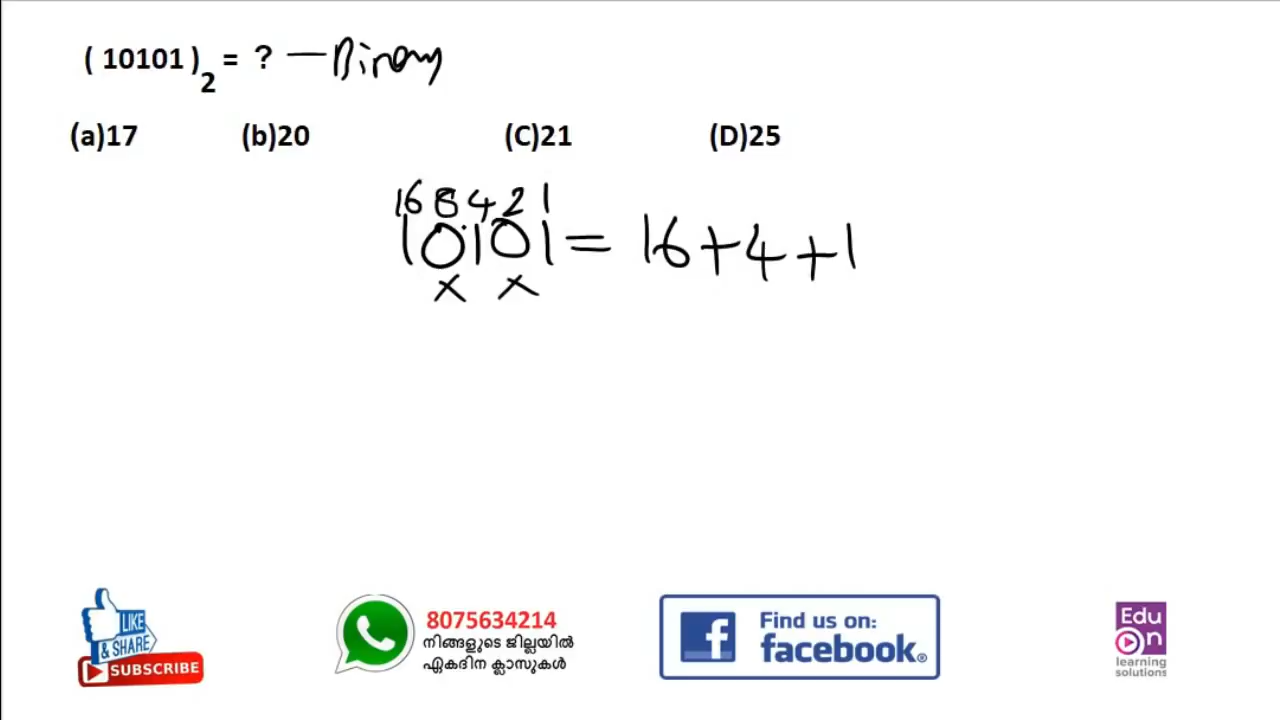 ( 10101 )2 = ? — Binary
(a)17 (b)20 (C)21 (D)25
16 8 4 2 1
10101 = 16+4+1
x x
LIKE
& SHARE
SUBSCRIBE
8075634214
നിങ്ങളുടെ ജില്ലയിൽ
ഏകദിന ക്ലാസുകൾ
f Find us on:
facebook.®
Edu
On
learning
solutions